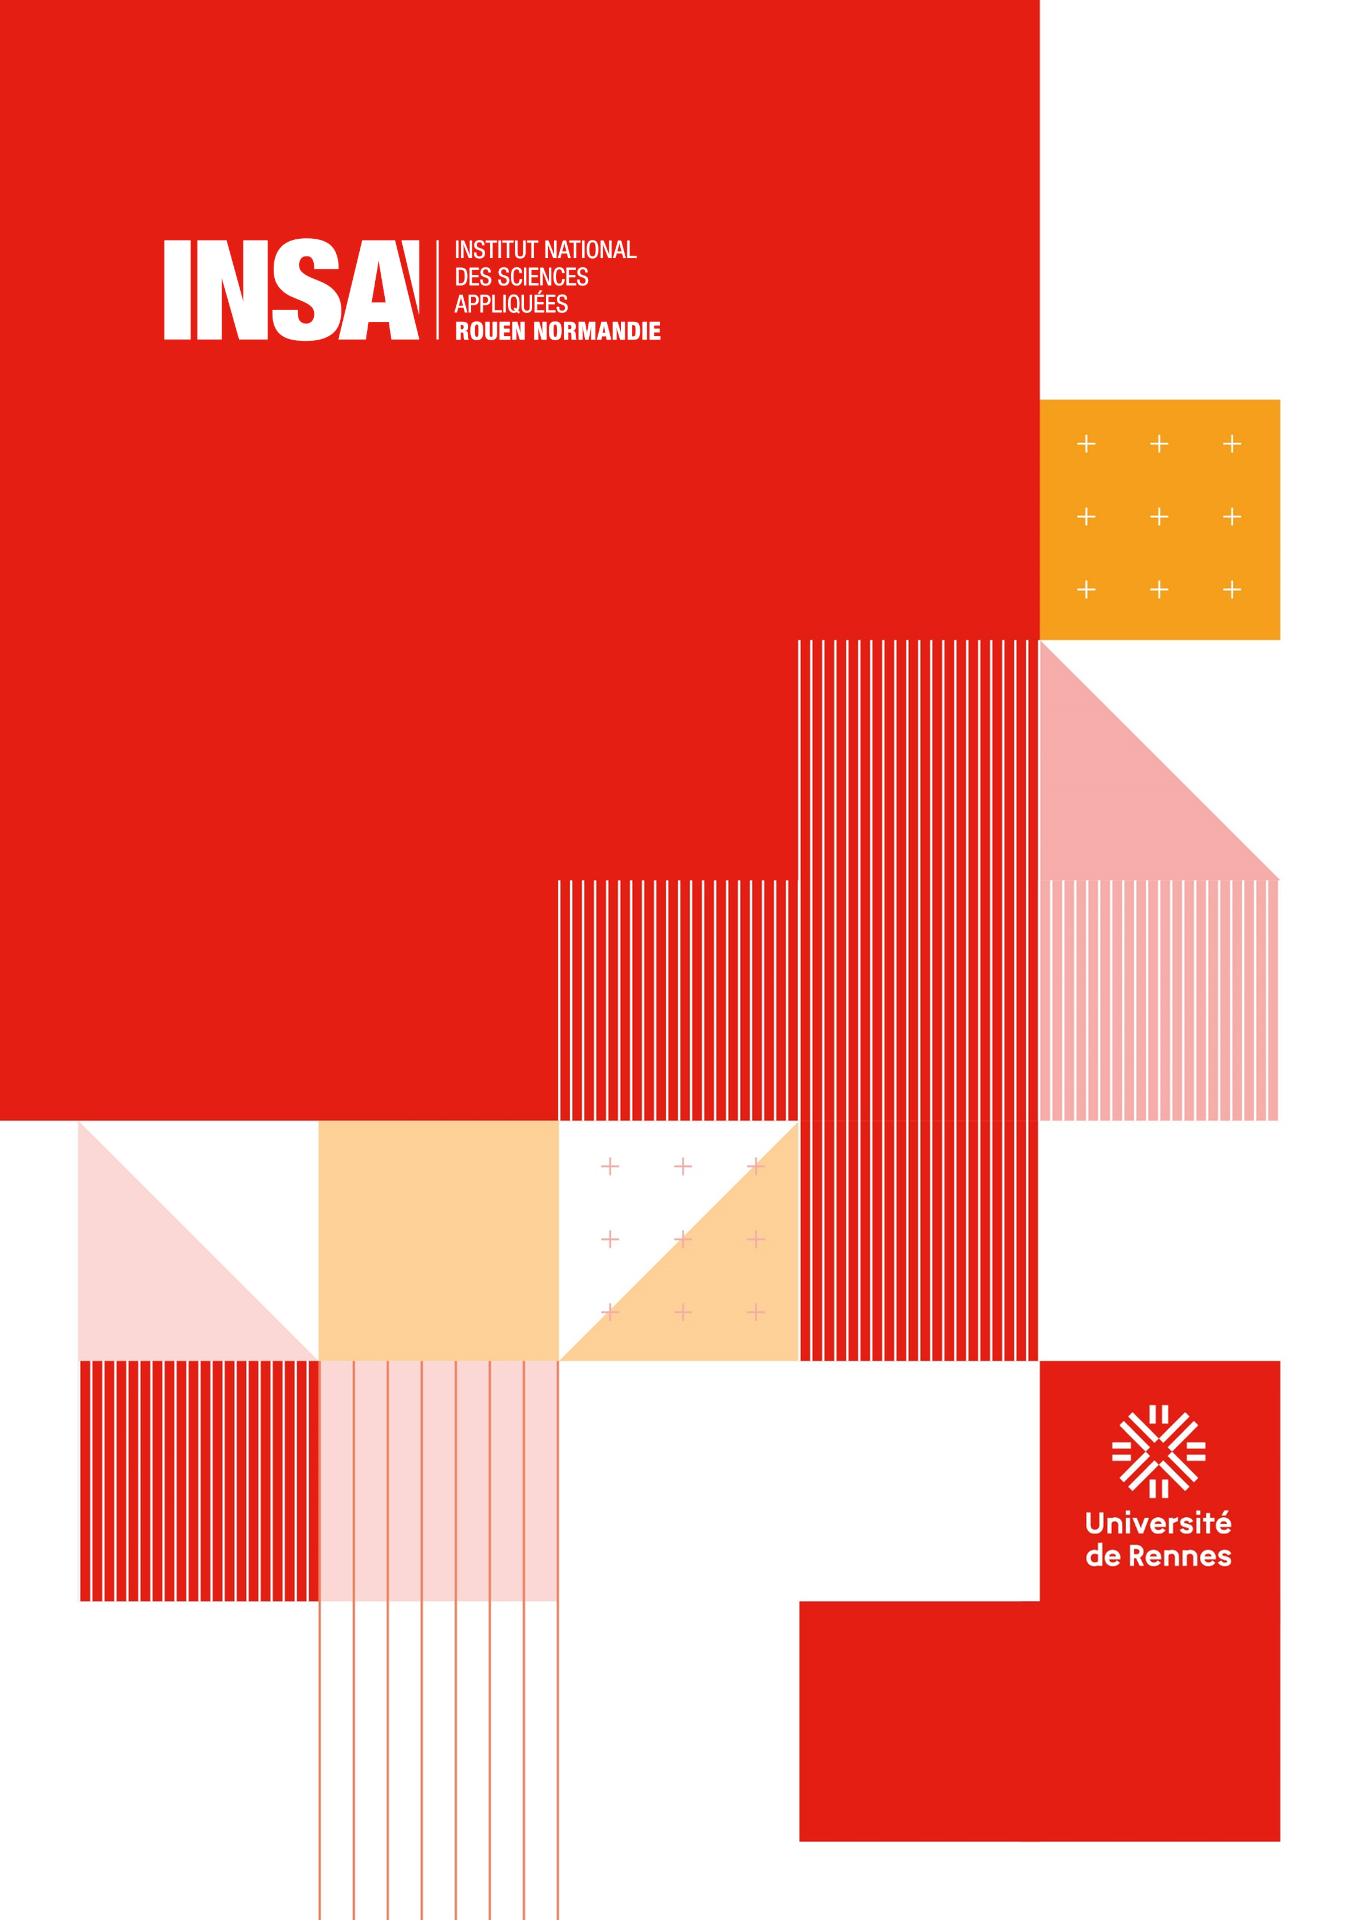 INSA
INSTITUT NATIONAL
DES SCIENCES
APPLIQUÉES
ROUEN NORMANDIE
Université
de Rennes